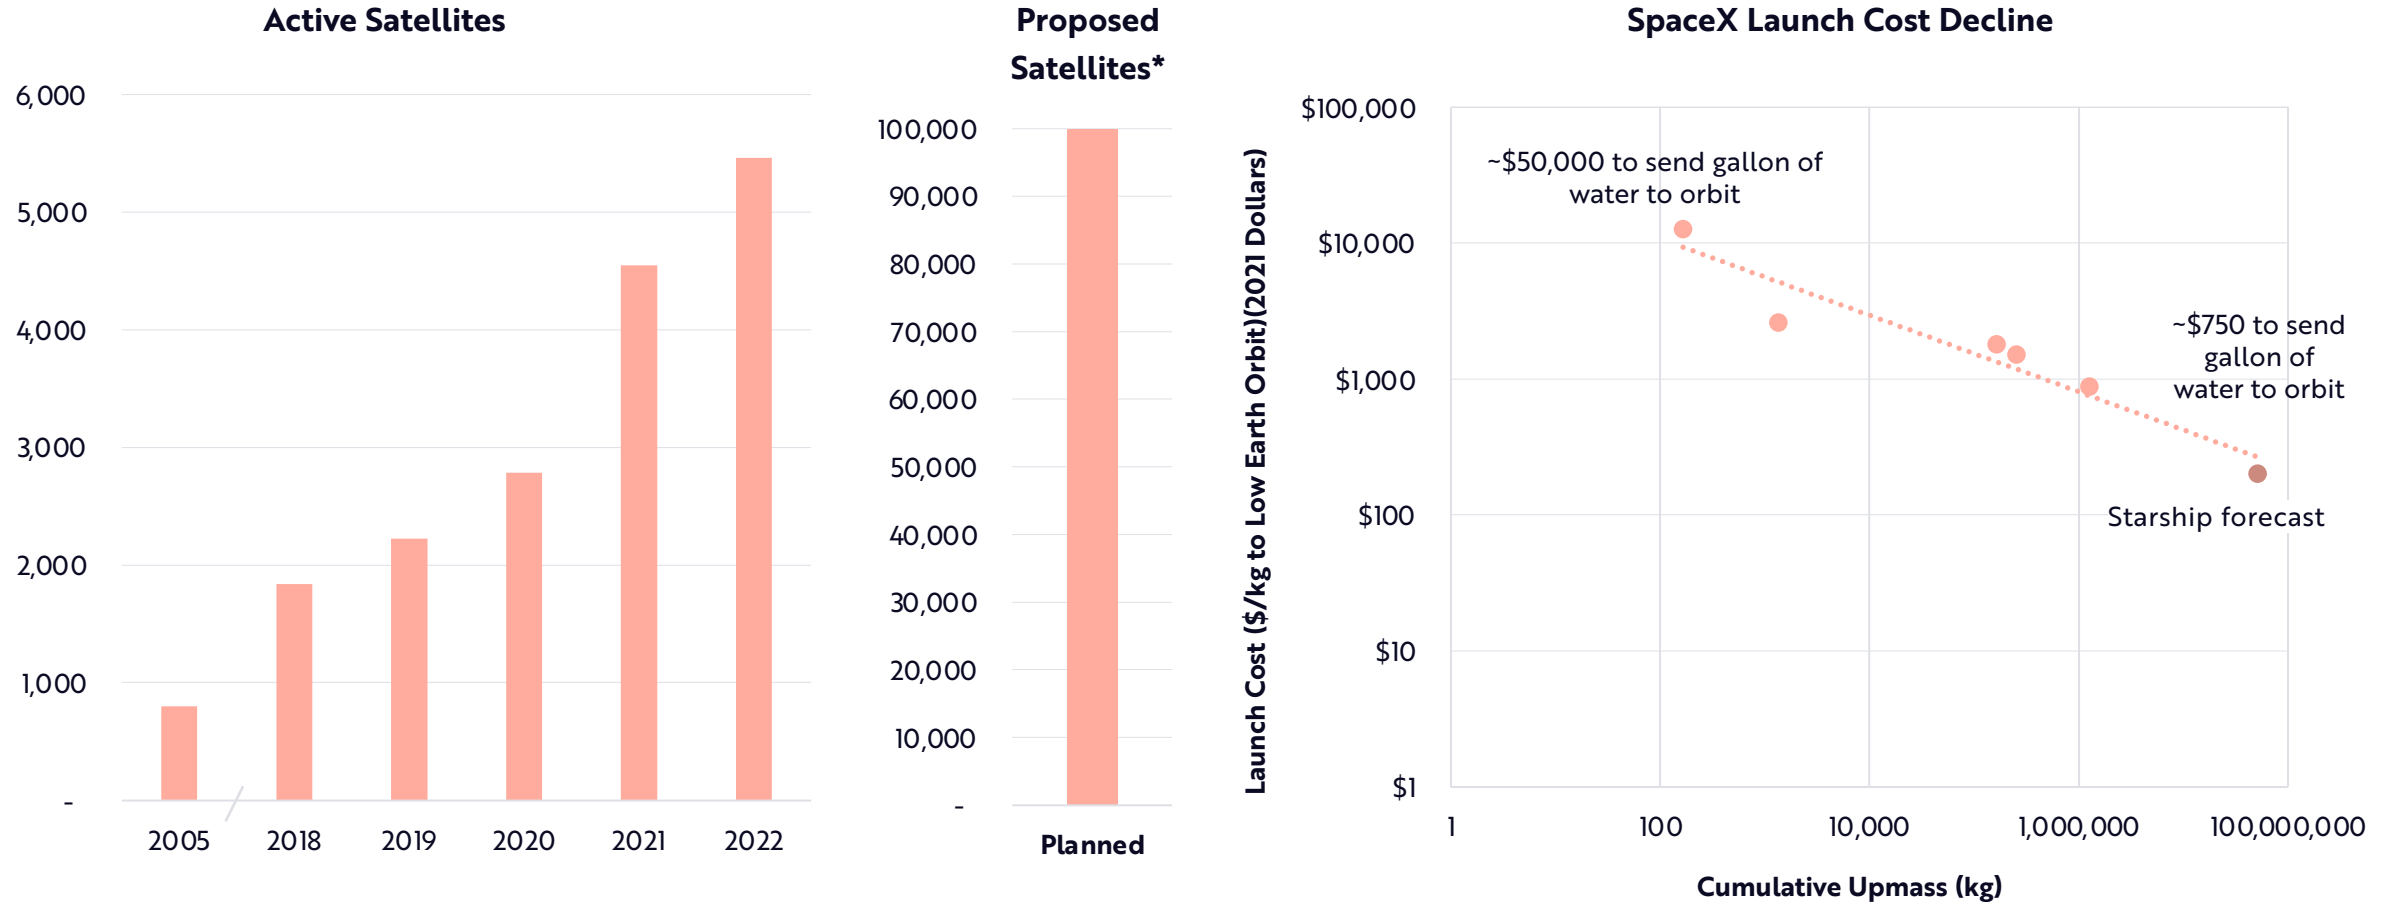 Active Satellites
6,000
5,000
4,000
3,000
2,000
1,000
-
2005
2018
2019
2020
2021
2022
Proposed
Satellites*
100,000
90,000
80,000
70,000
60,000
50,000
40,000
30,000
20,000
10,000
-
Planned
SpaceX Launch Cost Decline
Launch Cost ($/kg to Low Earth Orbit)(2021 Dollars)
$100,000
$10,000
$1,000
$100
$10
$1
~$50,000 to send gallon of
water to orbit
~$750 to send
gallon of
water to orbit
Starship forecast
1
100
10,000
1,000,000
100,000,000
Cumulative Upmass (kg)